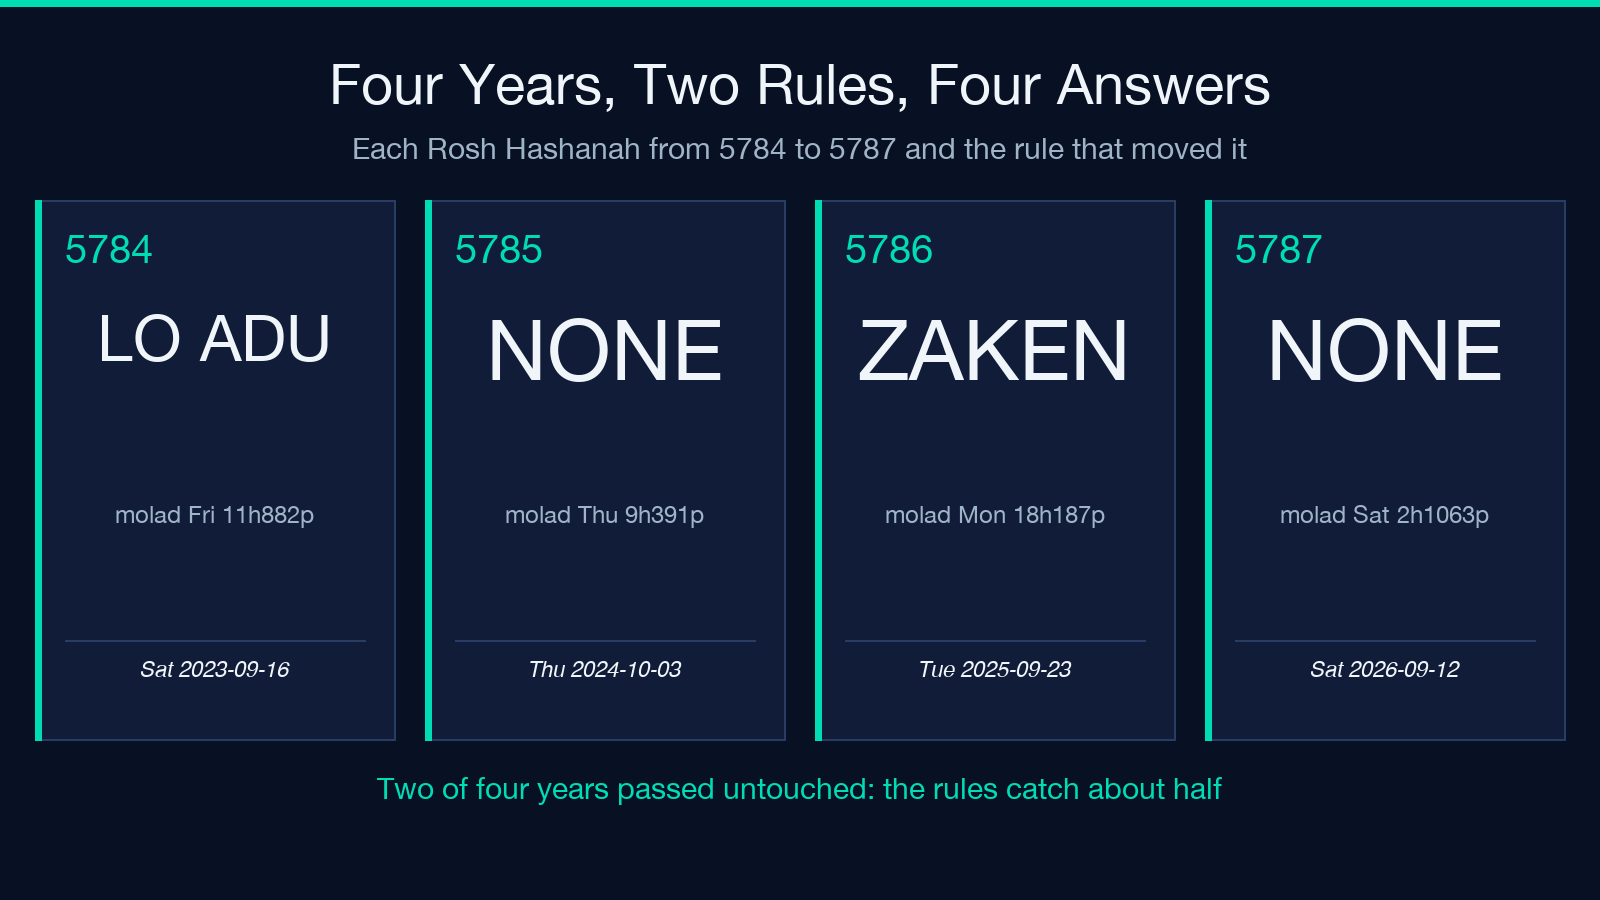 Four Years, Two Rules, Four Answers
Each Rosh Hashanah from 5784 to 5787 and the rule that moved it
5784
LO ADU
molad Fri 11h882p
Sat 2023-09-16
5785
NONE
molad Thu 9h391p
Thu 2024-10-03
5786
ZAKEN
molad Mon 18h187p
Tue 2025-09-23
5787
NONE
molad Sat 2h1063p
Sat 2026-09-12
Two of four years passed untouched: the rules catch about half